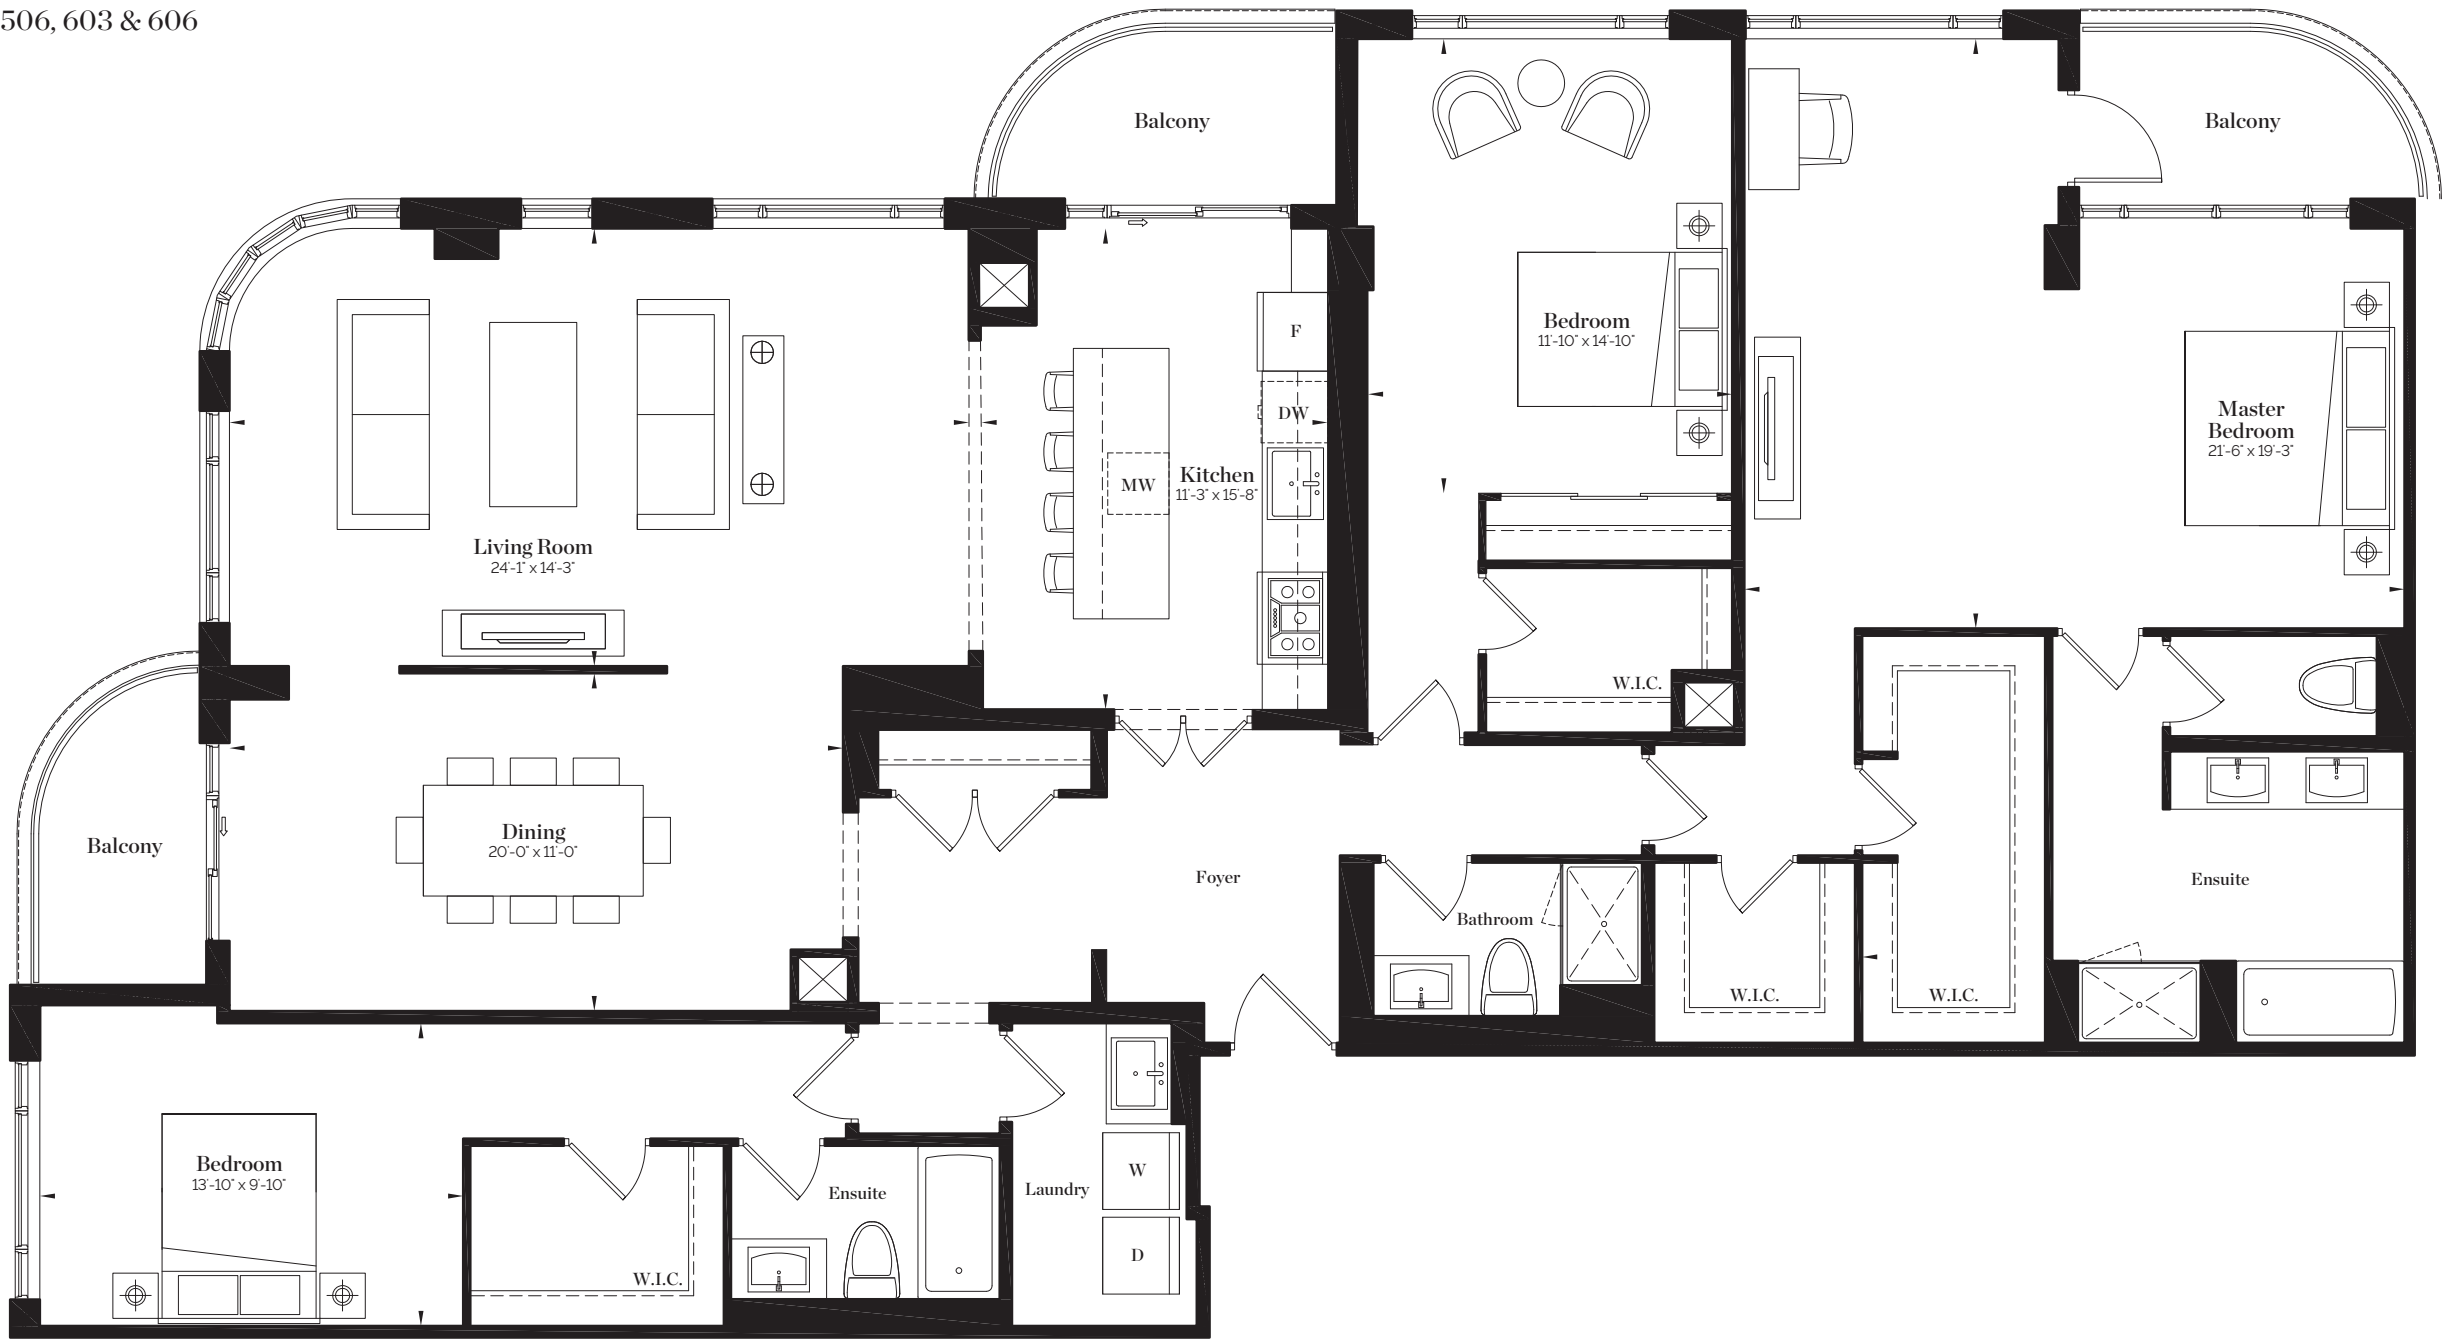 506, 603 & 606
Balcony
Balcony
Bedroom
11'-10" x 14'-10"
F
DW
Master
Bedroom
21'-6" x 19'-3"
Kitchen
11'-3" x 15'-8"
MW
Living Room
24'-1" x 14'-3"
W.I.C.
Dining
20'-0" x 11'-0"
Balcony
Foyer
Ensuite
Bathroom
W.I.C.
W.I.C.
Bedroom
13'-10" x 9'-10"
W
Laundry
Ensuite
D
W.I.C.